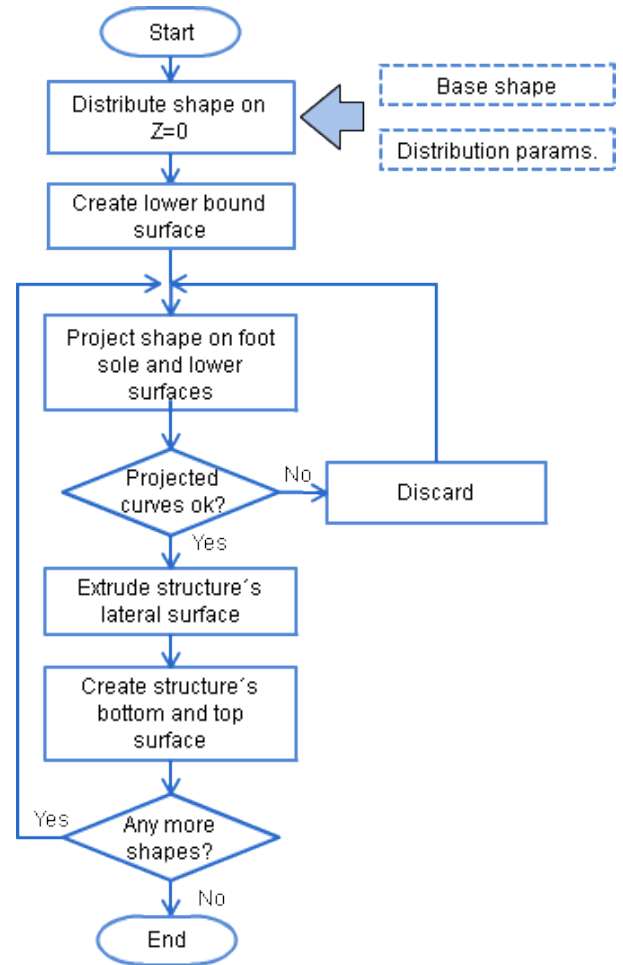 Start
Distribute shape on
Z=0
Base shape
Distribution params.
Create lower bound
surface
Project shape on foot
sole and lower
surfaces
Projected
curves ok?
No
Discard
Yes
Extrude structure´s
lateral surface
Create structure´s
bottom and top
surface
Yes
Any more
shapes?
No
End